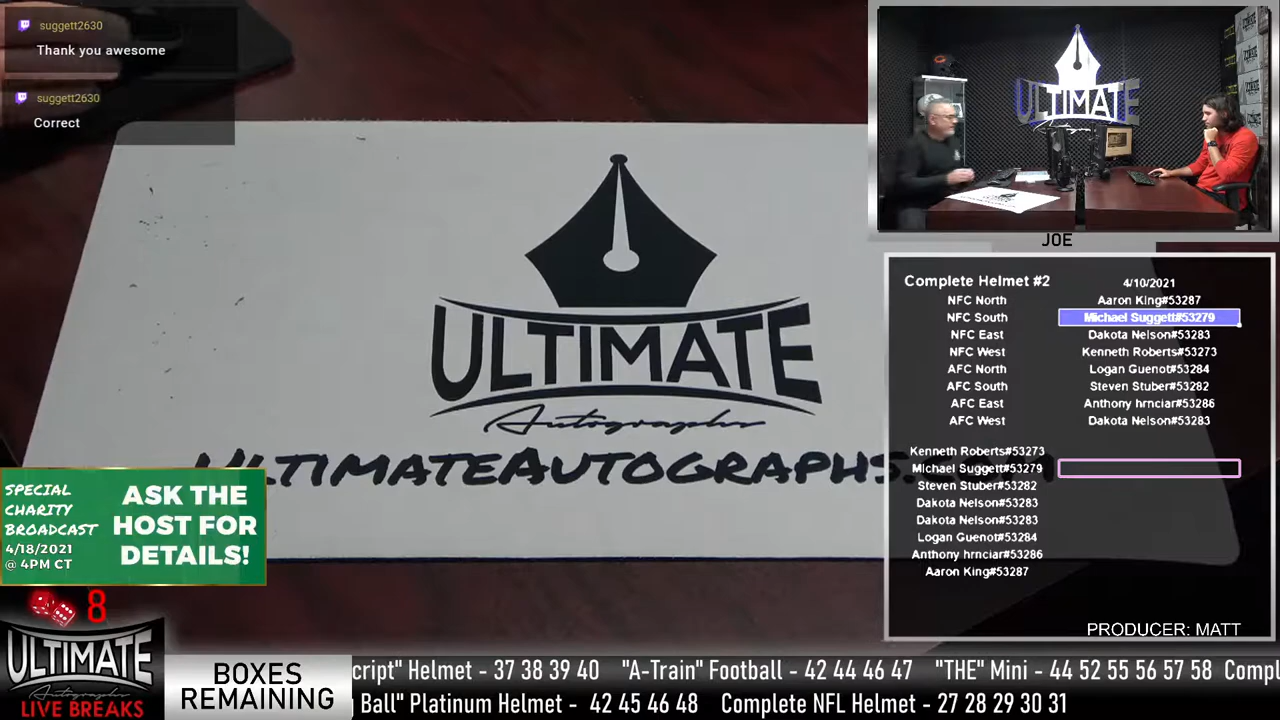 suggett2630
Thank you awesome
suggett2630
Correct
ULTIMATE
Autographs
ULTIMATEAUTOGRAPHS.
ULTIMATE
JOE
Complete Helmet #2 4/10/2021
NFC North Aaron King#53287
NFC South Michael Suggett#53279
NFC East Dakota Nelson#53283
NFC West Kenneth Roberts#53273
AFC North Logan Guenot#53284
AFC South Steven Stuber#53282
AFC East Anthony hrnciar#53286
AFC West Dakota Nelson#53283
Kenneth Roberts#53273
Michael Suggett#53279
Steven Stuber#53282
Dakota Nelson#53283
Dakota Nelson#53283
Logan Guenot#53284
Anthony hrnciar#53286
Aaron King#53287
PRODUCER: MATT
SPECIAL
CHARITY
BROADCAST
4/18/2021
@ 4PM CT
ASK THE
HOST FOR
DETAILS!
8
ULTIMATE
Autographs
LIVE BREAKS
BOXES
REMAINING
cript" Helmet - 37 38 39 40 "A-Train" Football - 42 44 46 47 "THE" Mini - 44 52 55 56 57 58 Compl
Ball" Platinum Helmet - 42 45 46 48 Complete NFL Helmet - 27 28 29 30 31